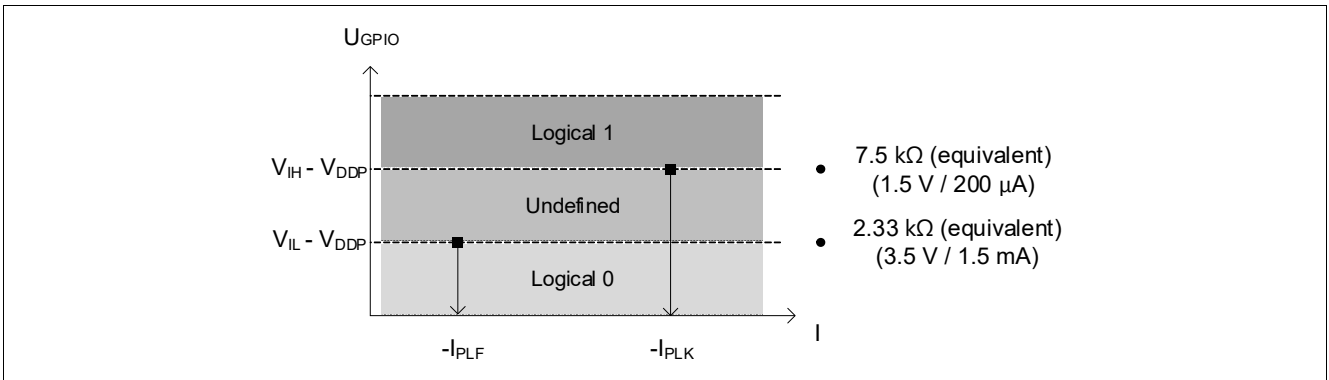 UGPIO
Logical 1
VIH - VDDP
7.5 kΩ (equivalent)
(1.5 V / 200 µA)
Undefined
VIL - VDDP
2.33 kΩ (equivalent)
(3.5 V / 1.5 mA)
Logical 0
I
-IPLF
-IPLK